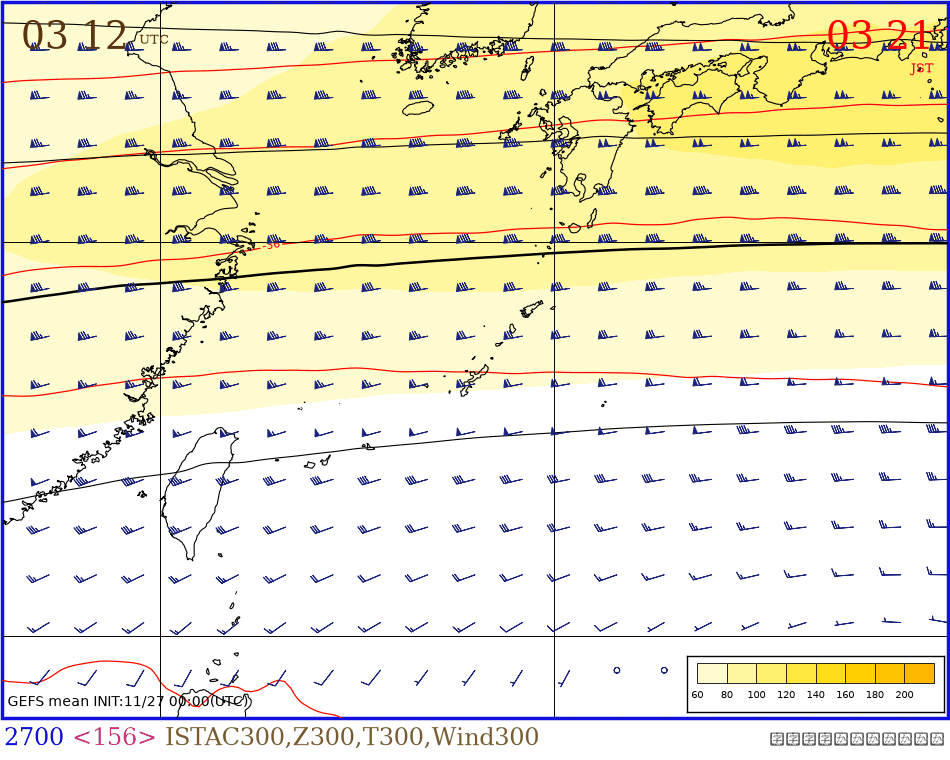 03 12 UTC
03 21
JST
-36
60 80 100 120 140 160 180 200
GEFS mean INIT:11/27 00:00(UTC)
2700 <156> ISTAC300,Z300,T300,Wind300